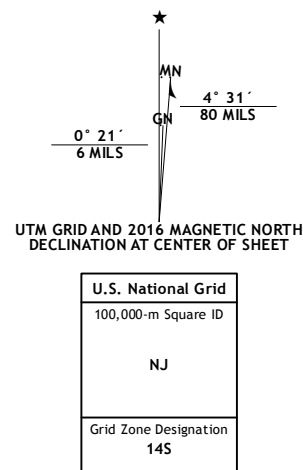 MN
4° 31´
80 MILS
GN
0° 21´
6 MILS
UTM GRID AND 2016 MAGNETIC NORTH
DECLINATION AT CENTER OF SHEET
U.S. National Grid
100,000-m Square ID
NJ
Grid Zone Designation
14S